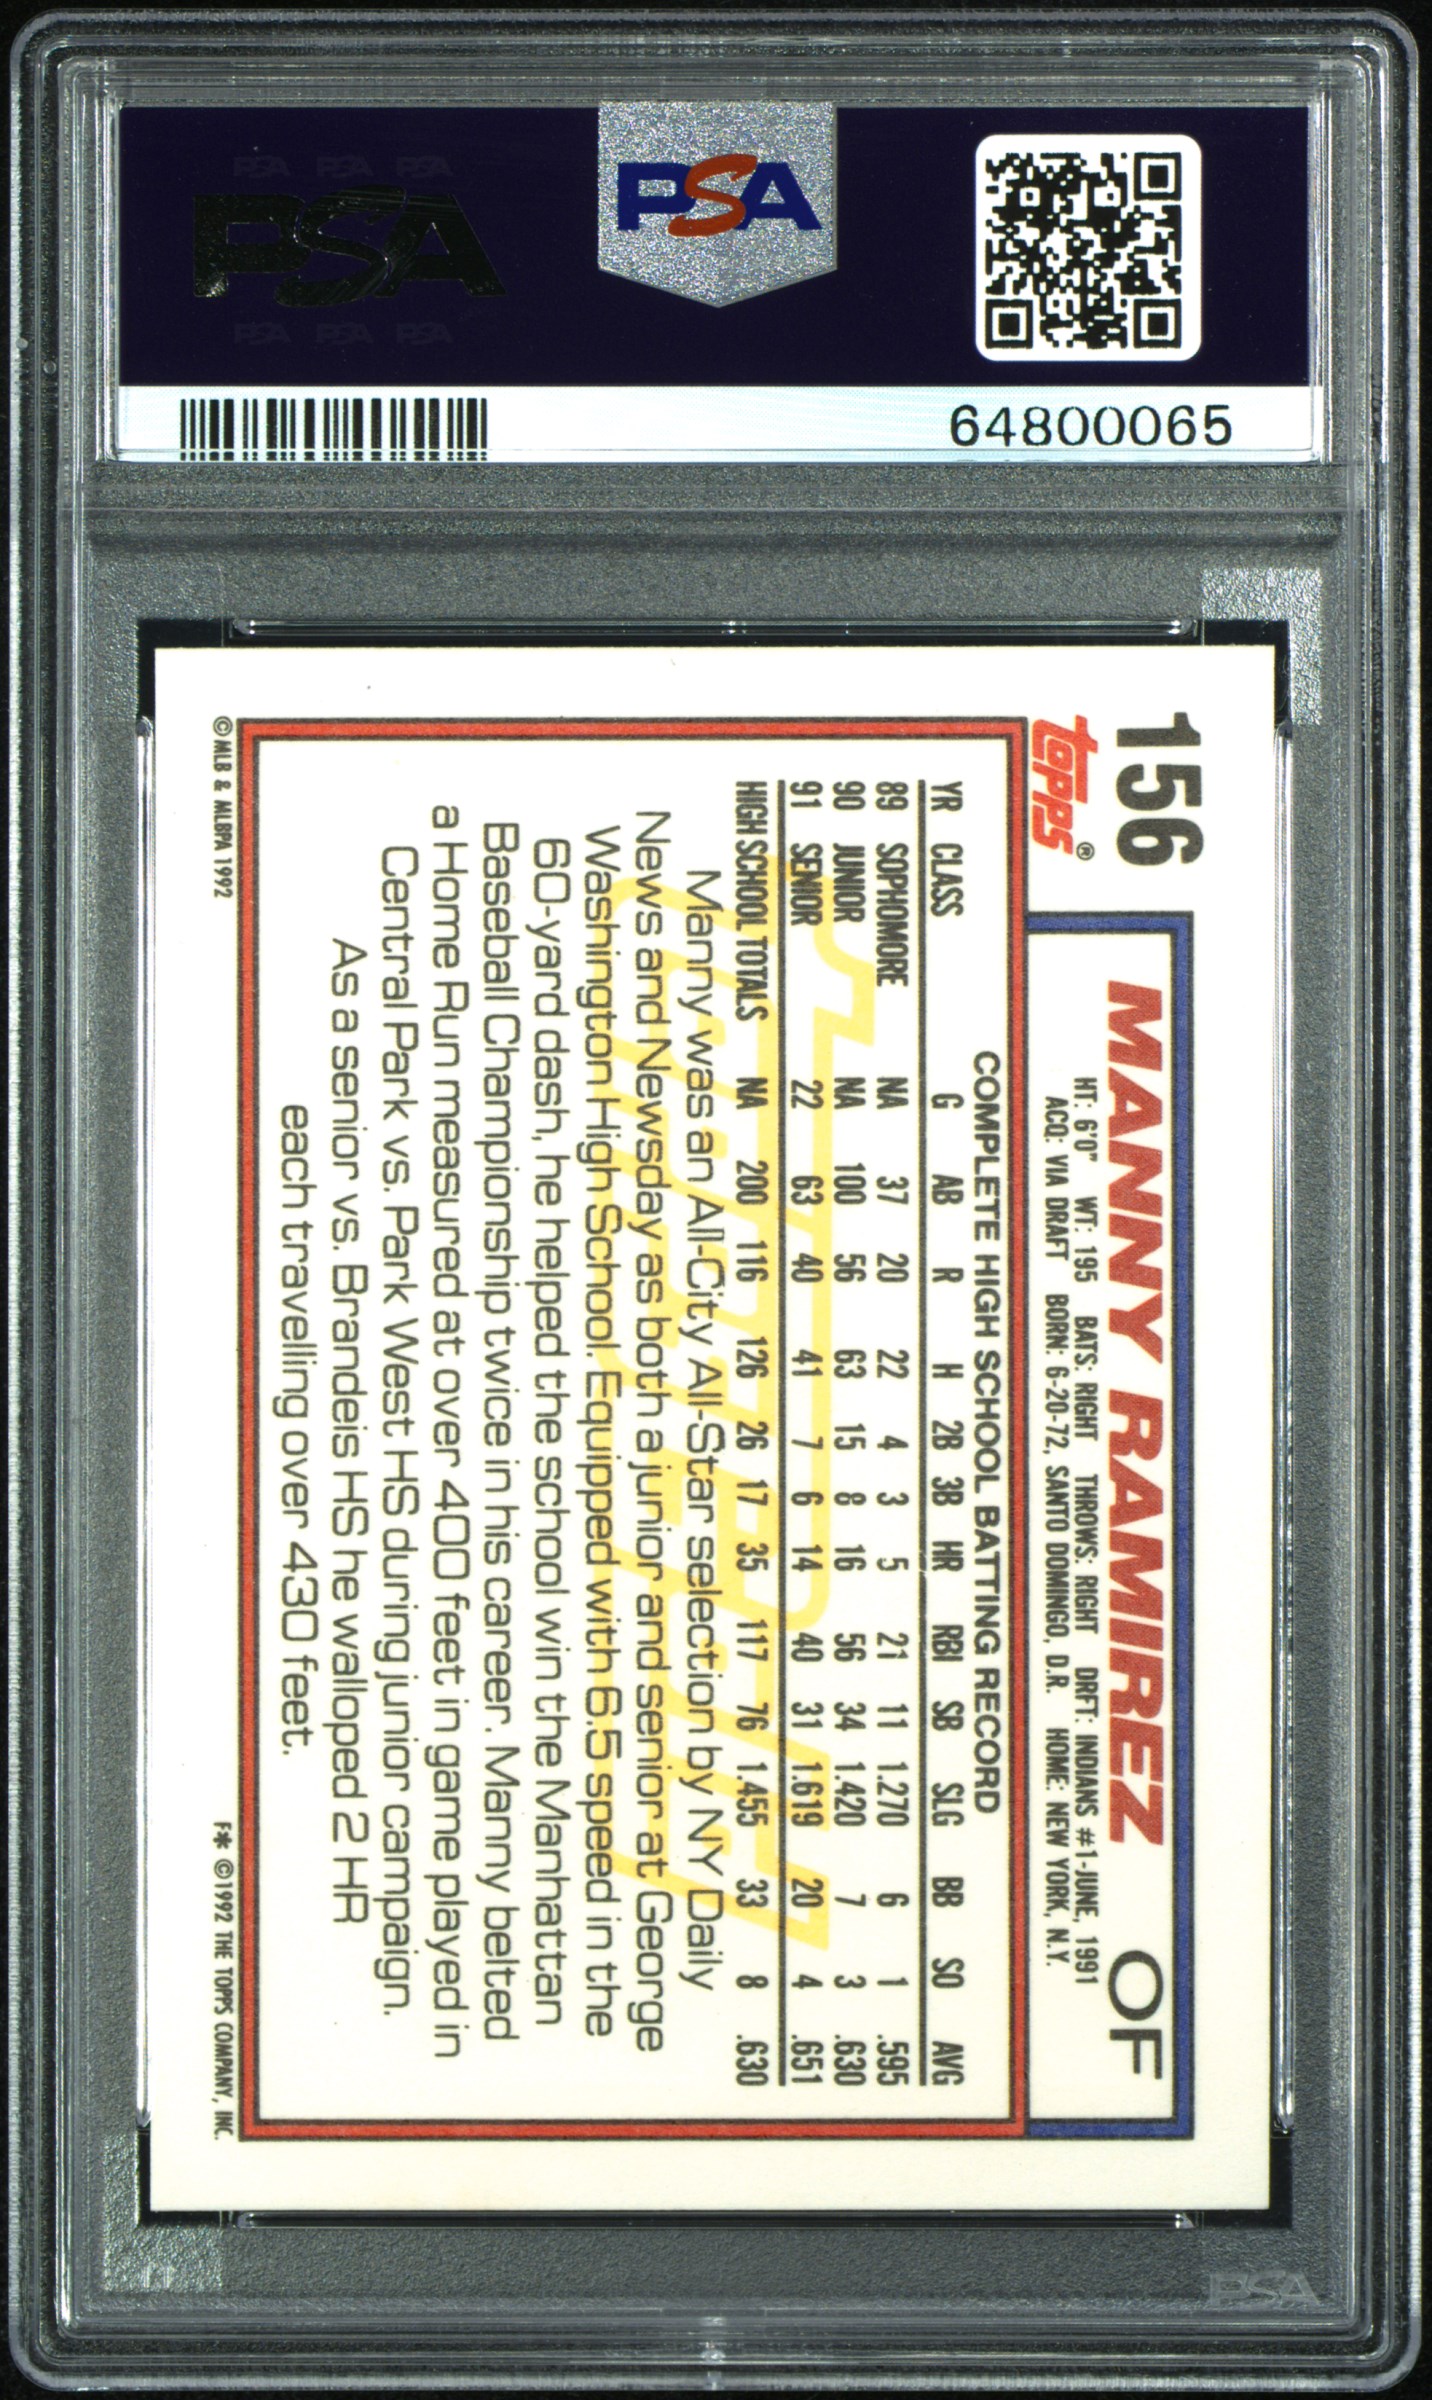 PSA PSA PSA
PSA
PSA PSA PSA
PSA
64800065
156
topps®
MANNY RAMIREZ OF
HT: 6'0" WT: 195 BATS: RIGHT THROWS: RIGHT DRFT: INDIANS #1-JUNE, 1991
ACQ: VIA DRAFT BORN: 6-20-72, SANTO DOMINGO, D.R. HOME: NEW YORK, N.Y.
COMPLETE HIGH SCHOOL BATTING RECORD
YR CLASS G AB R H 2B 3B HR RBI SB SLG BB SO AVG
89 SOPHOMORE NA 37 20 22 4 3 5 21 11 1.270 6 1 .595
90 JUNIOR NA 100 56 63 15 8 16 56 34 1.420 7 3 .630
91 SENIOR 22 63 40 41 7 6 14 40 31 1.619 20 4 .651
HIGH SCHOOL TOTALS NA 200 116 126 26 17 35 117 76 1.455 33 8 .630
Manny was an All-City All-Star selection by NY Daily
News and Newsday as both a junior and senior at George
Washington High School. Equipped with 6.5 speed in the
60-yard dash, he helped the school win the Manhattan
Baseball Championship twice in his career. Manny belted
a Home Run measured at over 400 feet in game played in
Central Park vs. Park West HS during junior campaign.
As a senior vs. Brandeis HS he walloped 2 HR
each travelling over 430 feet.
© MLB & MLBPA 1992
F* ©1992 THE TOPPS COMPANY, INC.
PSA